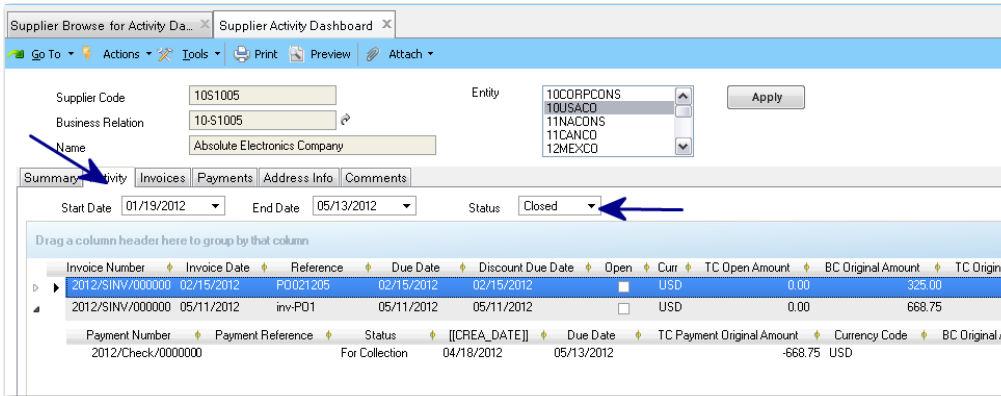 Supplier Browse for Activity Da... Supplier Activity Dashboard
Go To Actions Tools Print Preview Attach
Supplier Code 10S1005 Entity 10CORPCONS Apply
10USACO
Business Relation 10-S1005 11NACONS
11CANCO
Name Absolute Electronics Company 12MEXCO
Summary Invoices Payments Address Info Comments
Start Date 01/19/2012 End Date 05/13/2012 Status Closed
Drag a column header here to group by that column
Invoice Number Invoice Date Reference Due Date Discount Due Date Open Curr TC Open Amount BC Original Amount TC Origin
2012/SINV/000000 02/15/2012 PO021205 02/15/2012 02/15/2012 USD 0.00 325.00
2012/SINV/000000 05/11/2012 inv-PO1 05/11/2012 05/11/2012 USD 0.00 668.75
Payment Number Payment Reference Status [[CREA_DATE]] Due Date TC Payment Original Amount Currency Code BC Original
2012/Check/0000000 For Collection 04/18/2012 05/13/2012 -668.75 USD